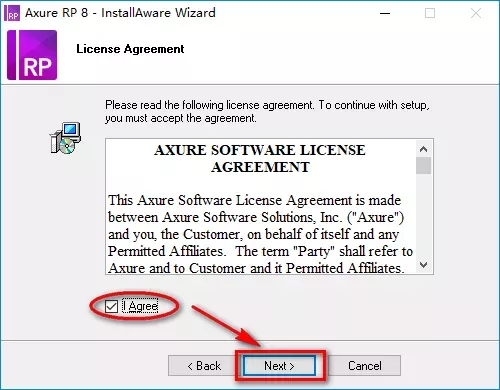 Axure RP 8 - InstallAware Wizard
RP
License Agreement
Please read the following license agreement. To continue with setup,
you must accept the agreement.
AXURE SOFTWARE LICENSE
AGREEMENT
This Axure Software License Agreement is made
between Axure Software Solutions, Inc. ("Axure")
and you, the Customer, on behalf of itself and any
Permitted Affiliates. The term "Party" shall refer to
Axure and to Customer and it Permitted Affiliates.
I Agree
< Back
Next >
Cancel